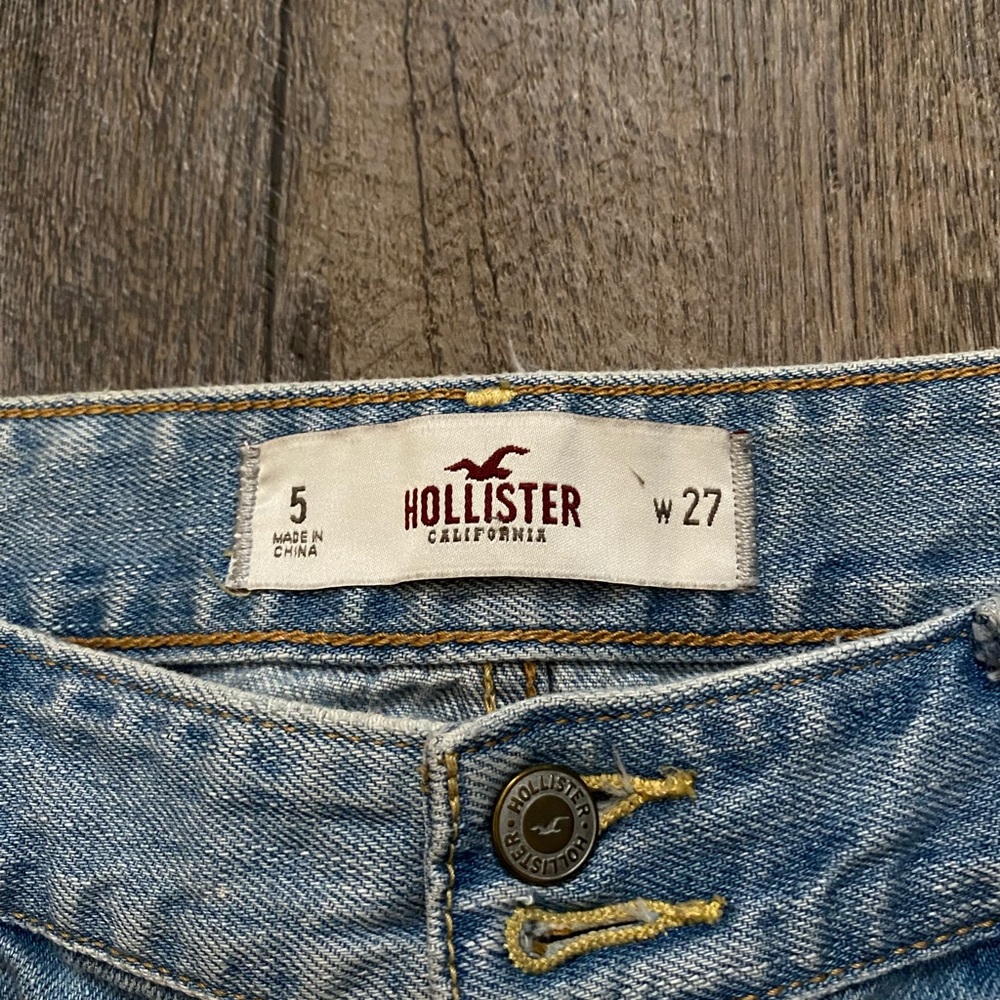 5
MADE IN
CHINA
HOLLISTER
CALIFORNIA
W 27
HOLLISTER · HOLLISTER ·